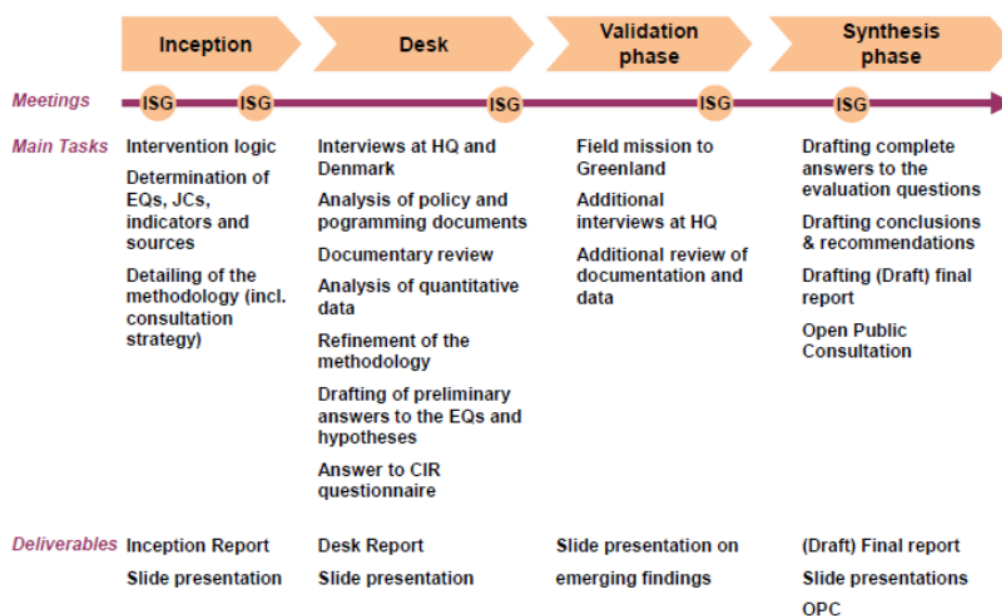 Inception
Desk
Validation
phase
Synthesis
phase
Meetings
ISG
ISG
ISG
ISG
ISG
Main Tasks
Intervention logic
Determination of
EQs, JCs,
indicators and
sources
Detailing of the
methodology (incl.
consultation
strategy)
Interviews at HQ and
Denmark
Analysis of policy and
pogramming documents
Documentary review
Analysis of quantitative
data
Refinement of the
methodology
Drafting of preliminary
answers to the EQs and
hypotheses
Answer to CIR
questionnaire
Field mission to
Greenland
Additional
interviews at HQ
Additional review of
documentation and
data
Drafting complete
answers to the
evaluation questions
Drafting conclusions
& recommendations
Drafting (Draft) final
report
Open Public
Consultation
Deliverables
Inception Report
Slide presentation
Desk Report
Slide presentation
Slide presentation on
emerging findings
(Draft) Final report
Slide presentations
OPC